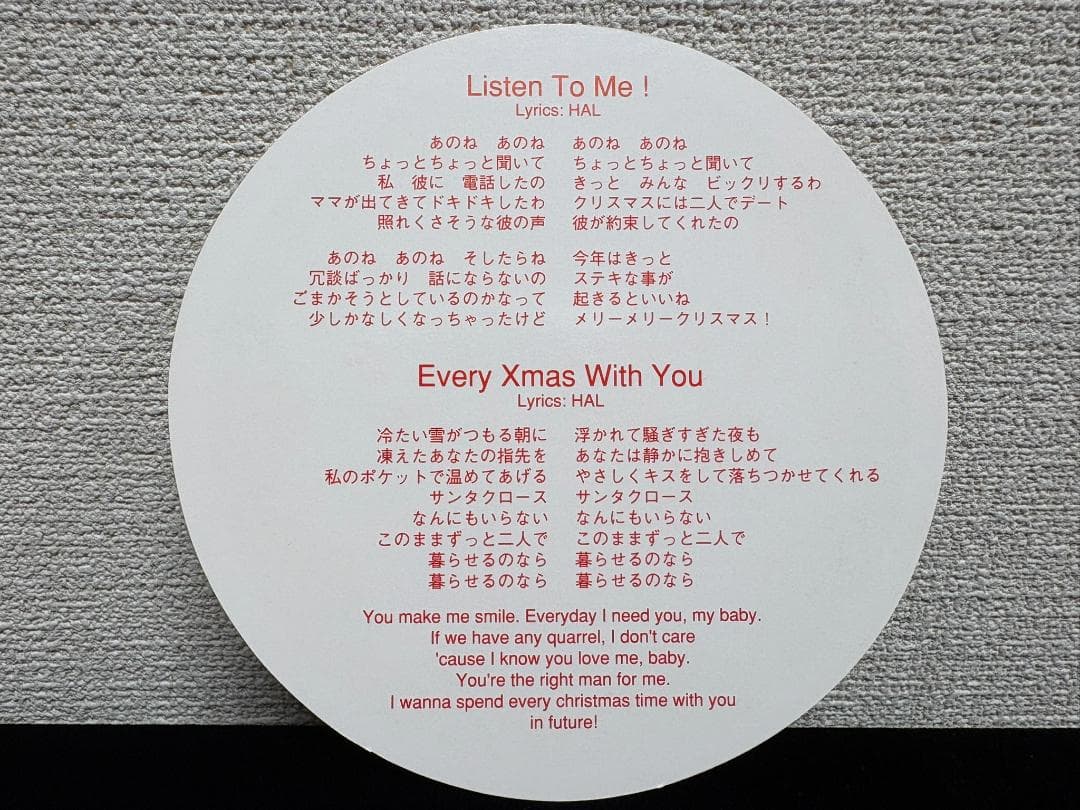 Listen To Me !
Lyrics: HAL
あのね　あのね
ちょっとちょっと聞いて
私　彼に　電話したの
ママが出てきてドキドキしたわ
照れくさそうな彼の声
あのね　あのね　そしたらね
冗談ばっかり　話にならないの
ごまかそうとしているのかなって
少しかなしくなっちゃったけど
あのね　あのね
ちょっとちょっと聞いて
きっと　みんな　ビックリするわ
クリスマスには二人でデート
彼が約束してくれたの
今年はきっと
ステキな事が
起きるといいね
メリーメリークリスマス！
Every Xmas With You
Lyrics: HAL
冷たい雪がつもる朝に
凍えたあなたの指先を
私のポケットで温めてあげる
サンタクロース
なんにもいらない
このままずっと二人で
暮らせるのなら
暮らせるのなら
浮かれて騒ぎすぎた夜も
あなたは静かに抱きしめて
やさしくキスをして落ちつかせてくれる
サンタクロース
なんにもいらない
このままずっと二人で
暮らせるのなら
暮らせるのなら
You make me smile. Everyday I need you, my baby.
If we have any quarrel, I don't care
'cause I know you love me, baby.
You're the right man for me.
I wanna spend every christmas time with you
in future!